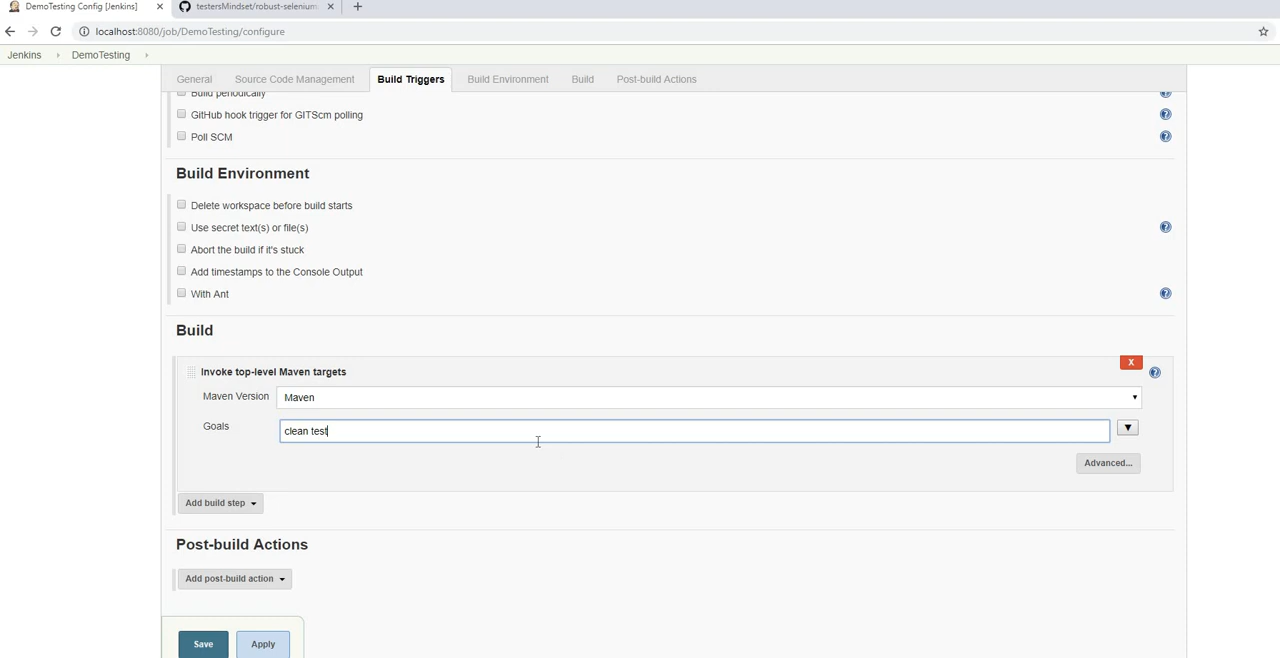 DemoTesting Config [Jenkins]
testersMindset/robust-selenium
localhost:8080/job/DemoTesting/configure
Jenkins DemoTesting
General Source Code Management Build Triggers Build Environment Build Post-build Actions
Build periodically
GitHub hook trigger for GITScm polling
Poll SCM
Build Environment
Delete workspace before build starts
Use secret text(s) or file(s)
Abort the build if it's stuck
Add timestamps to the Console Output
With Ant
Build
X
Invoke top-level Maven targets
Maven Version Maven
Goals clean test
Advanced...
Add build step
Post-build Actions
Add post-build action
Save Apply